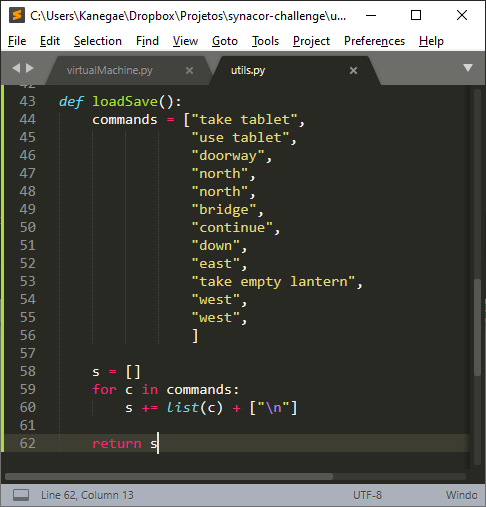 C:\Users\Kanegae\Dropbox\Projetos\synacor-challenge\u...
File Edit Selection Find View Goto Tools Project Preferences Help
virtualMachine.py × utils.py ×
42
43 def loadSave():
44 commands = ["take tablet",
45 "use tablet",
46 "doorway",
47 "north",
48 "north",
49 "bridge",
50 "continue",
51 "down",
52 "east",
53 "take empty lantern",
54 "west",
55 "west",
56 ]
57
58 s = []
59 for c in commands:
60 s += list(c) + ["\n"]
61
62 return s
Line 62, Column 13 UTF-8 Windo